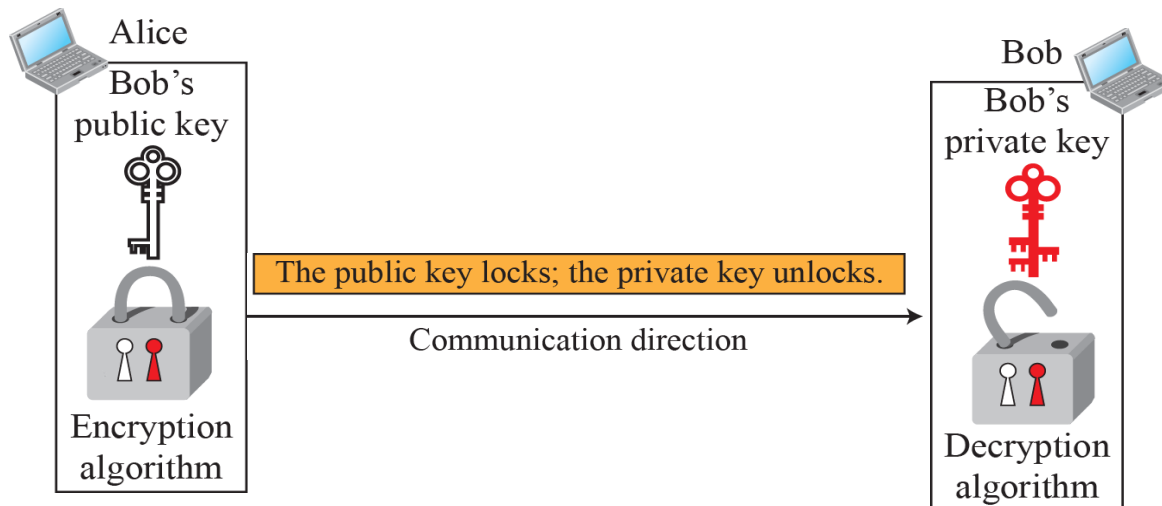 Alice
Bob’s
public key
Encryption
algorithm
The public key locks; the private key unlocks.
Communication direction
Bob
Bob’s
private key
Decryption
algorithm